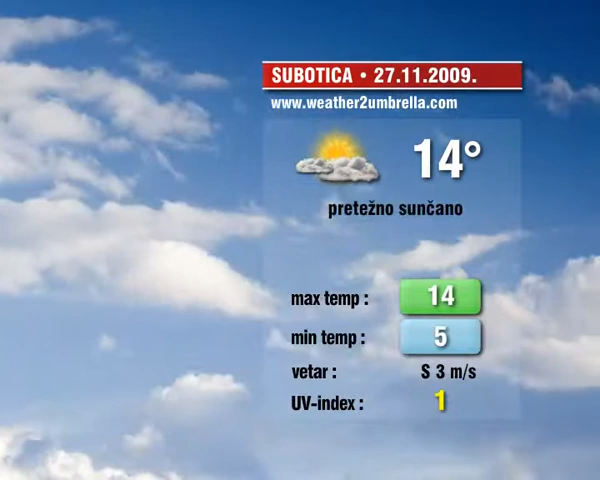 SUBOTICA • 27.11.2009.
www.weather2umbrella.com
14°
pretežno sunčano
max temp : 14
min temp : 5
vetar : S 3 m/s
UV-index : 1